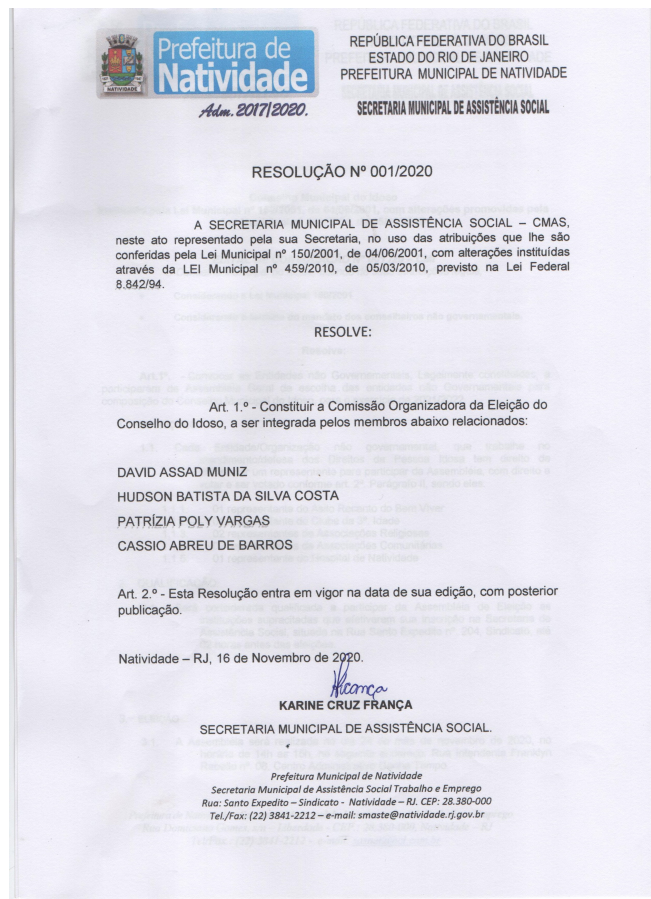 REPÚBLICA FEDERATIVA DO BRASIL
ESTADO DO RIO DE JANEIRO
PREFEITURA MUNICIPAL DE NATIVIDADE
SECRETARIA MUNICIPAL DE ASSISTÊNCIA SOCIAL
Prefeitura de
Natividade
NATIVIDADE
Adm. 2017/2020.
RESOLUÇÃO Nº 001/2020
A SECRETARIA MUNICIPAL DE ASSISTÊNCIA SOCIAL – CMAS,
neste ato representado pela sua Secretaria, no uso das atribuições que lhe são
conferidas pela Lei Municipal nº 150/2001, de 04/06/2001, com alterações instituídas
através da LEI Municipal nº 459/2010, de 05/03/2010, previsto na Lei Federal
8.842/94.
RESOLVE:
Art. 1.º - Constituir a Comissão Organizadora da Eleição do
Conselho do Idoso, a ser integrada pelos membros abaixo relacionados:
DAVID ASSAD MUNIZ
HUDSON BATISTA DA SILVA COSTA
PATRÍZIA POLY VARGAS
CASSIO ABREU DE BARROS
Art. 2.º - Esta Resolução entra em vigor na data de sua edição, com posterior
publicação.
Natividade – RJ, 16 de Novembro de 2020.
KARINE CRUZ FRANÇA
SECRETARIA MUNICIPAL DE ASSISTÊNCIA SOCIAL.
Prefeitura Municipal de Natividade
Secretaria Municipal de Assistência Social Trabalho e Emprego
Rua: Santo Expedito – Sindicato - Natividade – RJ. CEP: 28.380-000
Tel./Fax: (22) 3841-2212 – e-mail: smaste@natividade.rj.gov.br